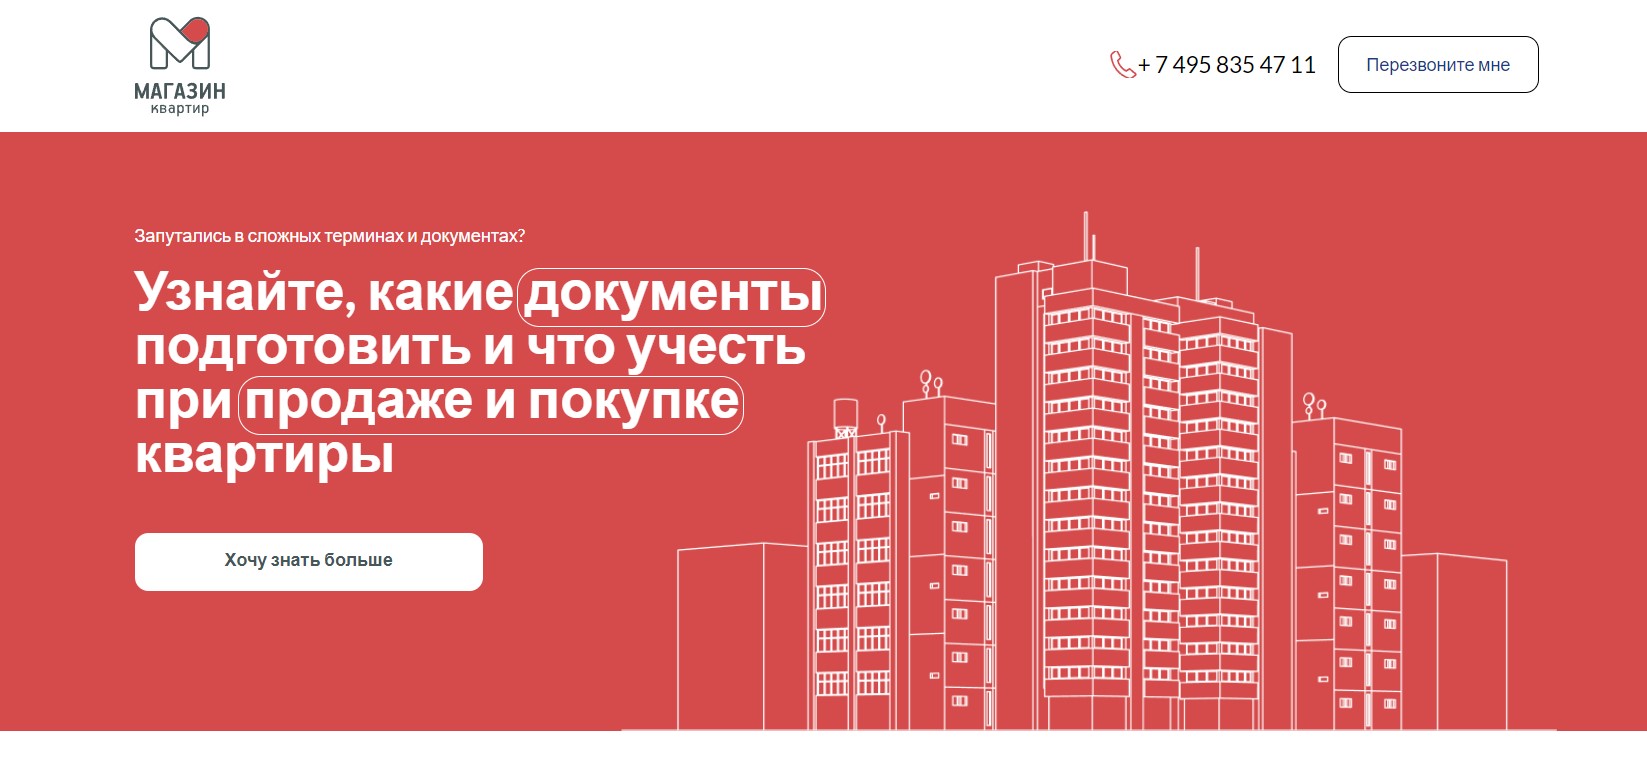 МАГАЗИН
квартир
+ 7 495 835 47 11
Перезвоните мне
Запутались в сложных терминах и документах?
Узнайте, какие документы
подготовить и что учесть
при продаже и покупке
квартиры
Хочу знать больше